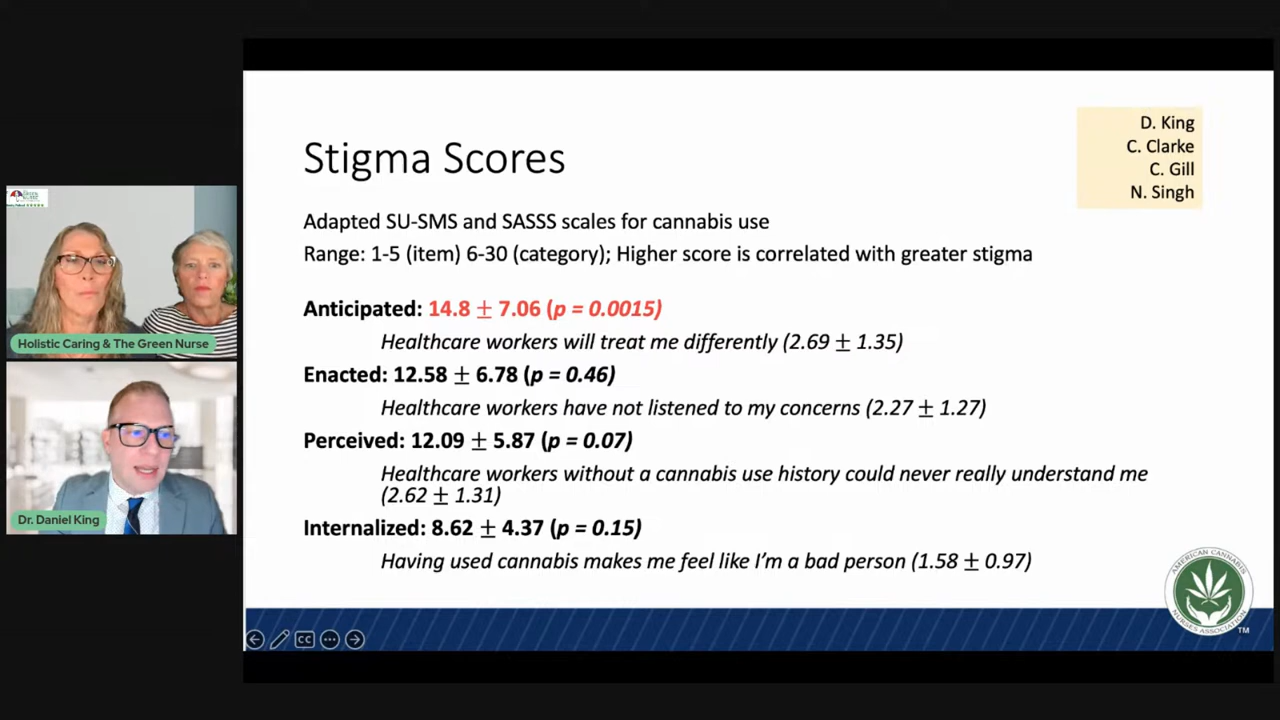 Stigma Scores
D. King
C. Clarke
C. Gill
N. Singh
Adapted SU-SMS and SASSS scales for cannabis use
Range: 1-5 (item) 6-30 (category); Higher score is correlated with greater stigma
Anticipated: 14.8 ± 7.06 (p = 0.0015)
Healthcare workers will treat me differently (2.69 ± 1.35)
Enacted: 12.58 ± 6.78 (p = 0.46)
Healthcare workers have not listened to my concerns (2.27 ± 1.27)
Perceived: 12.09 ± 5.87 (p = 0.07)
Healthcare workers without a cannabis use history could never really understand me
(2.62 ± 1.31)
Internalized: 8.62 ± 4.37 (p = 0.15)
Having used cannabis makes me feel like I’m a bad person (1.58 ± 0.97)
Holistic Caring & The Green Nurse
Dr. Daniel King
AMERICAN CANNABIS
NURSES ASSOCIATION
TM
CC